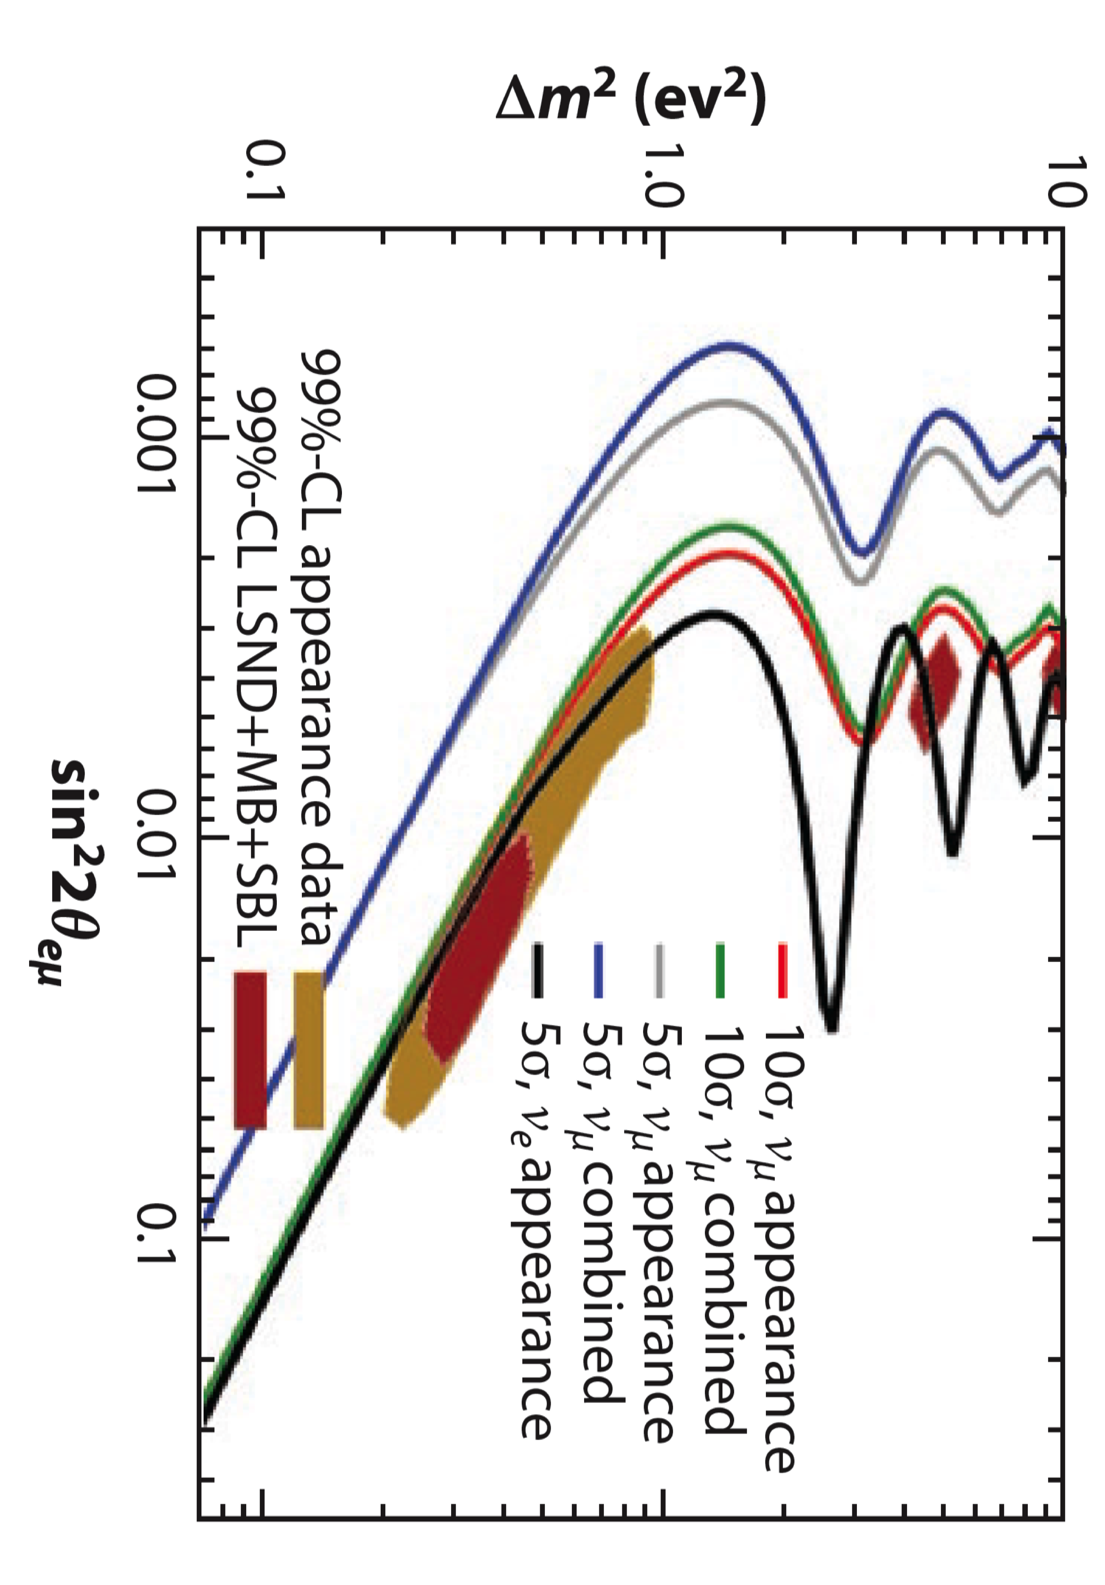 Δm² (ev²)
10
1.0
0.1
10σ, νμ appearance
10σ, νμ combined
5σ, νμ appearance
5σ, νμ combined
5σ, νe appearance
99%-CL appearance data
99%-CL LSND+MB+SBL
0.001
0.01
0.1
sin²2θeμ